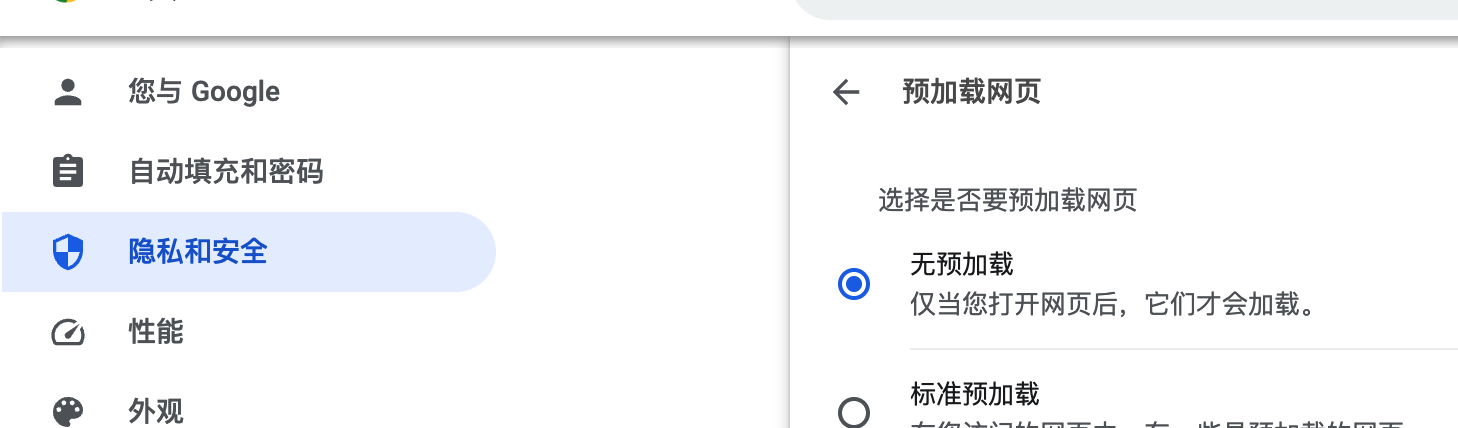 您与 Google
自动填充和密码
隐私和安全
性能
外观
预加载网页
选择是否要预加载网页
无预加载
仅当您打开网页后，它们才会加载。
标准预加载